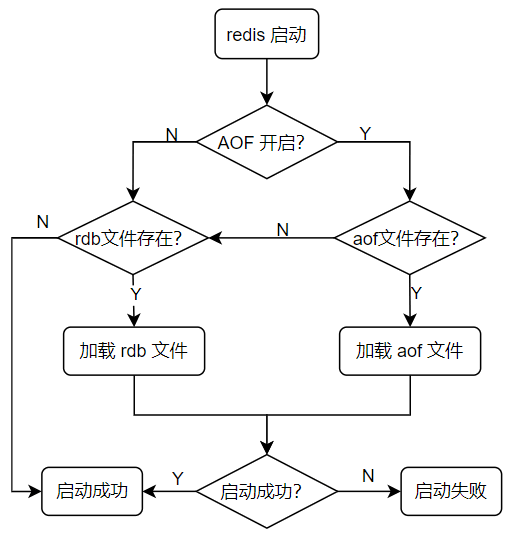 redis 启动
AOF 开启？
N
Y
N
rdb文件存在？
N
aof文件存在？
Y
Y
加载 rdb 文件
加载 aof 文件
启动成功
Y
启动成功？
N
启动失败